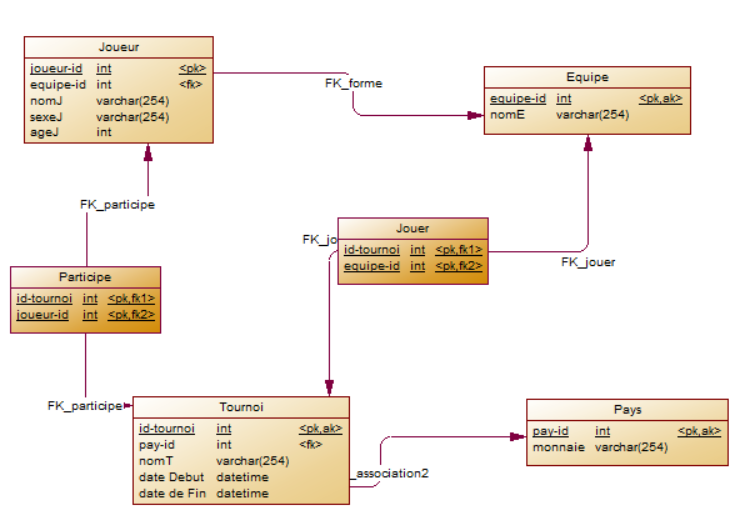 Joueur
joueur-id int <pk>
equipe-id int <fk>
nomJ varchar(254)
sexeJ varchar(254)
ageJ int
FK_forme
Equipe
equipe-id int <pk,ak>
nomE varchar(254)
FK_participe
FK_jo
Jouer
id-tournoi int <pk,fk1>
equipe-id int <pk,fk2>
FK_jouer
Participe
id-tournoi int <pk,fk1>
joueur-id int <pk,fk2>
FK_participe
Tournoi
id-tournoi int <pk,ak>
pay-id int <fk>
nomT varchar(254)
date Debut datetime
date de Fin datetime
_association2
Pays
pay-id int <pk,ak>
monnaie varchar(254)